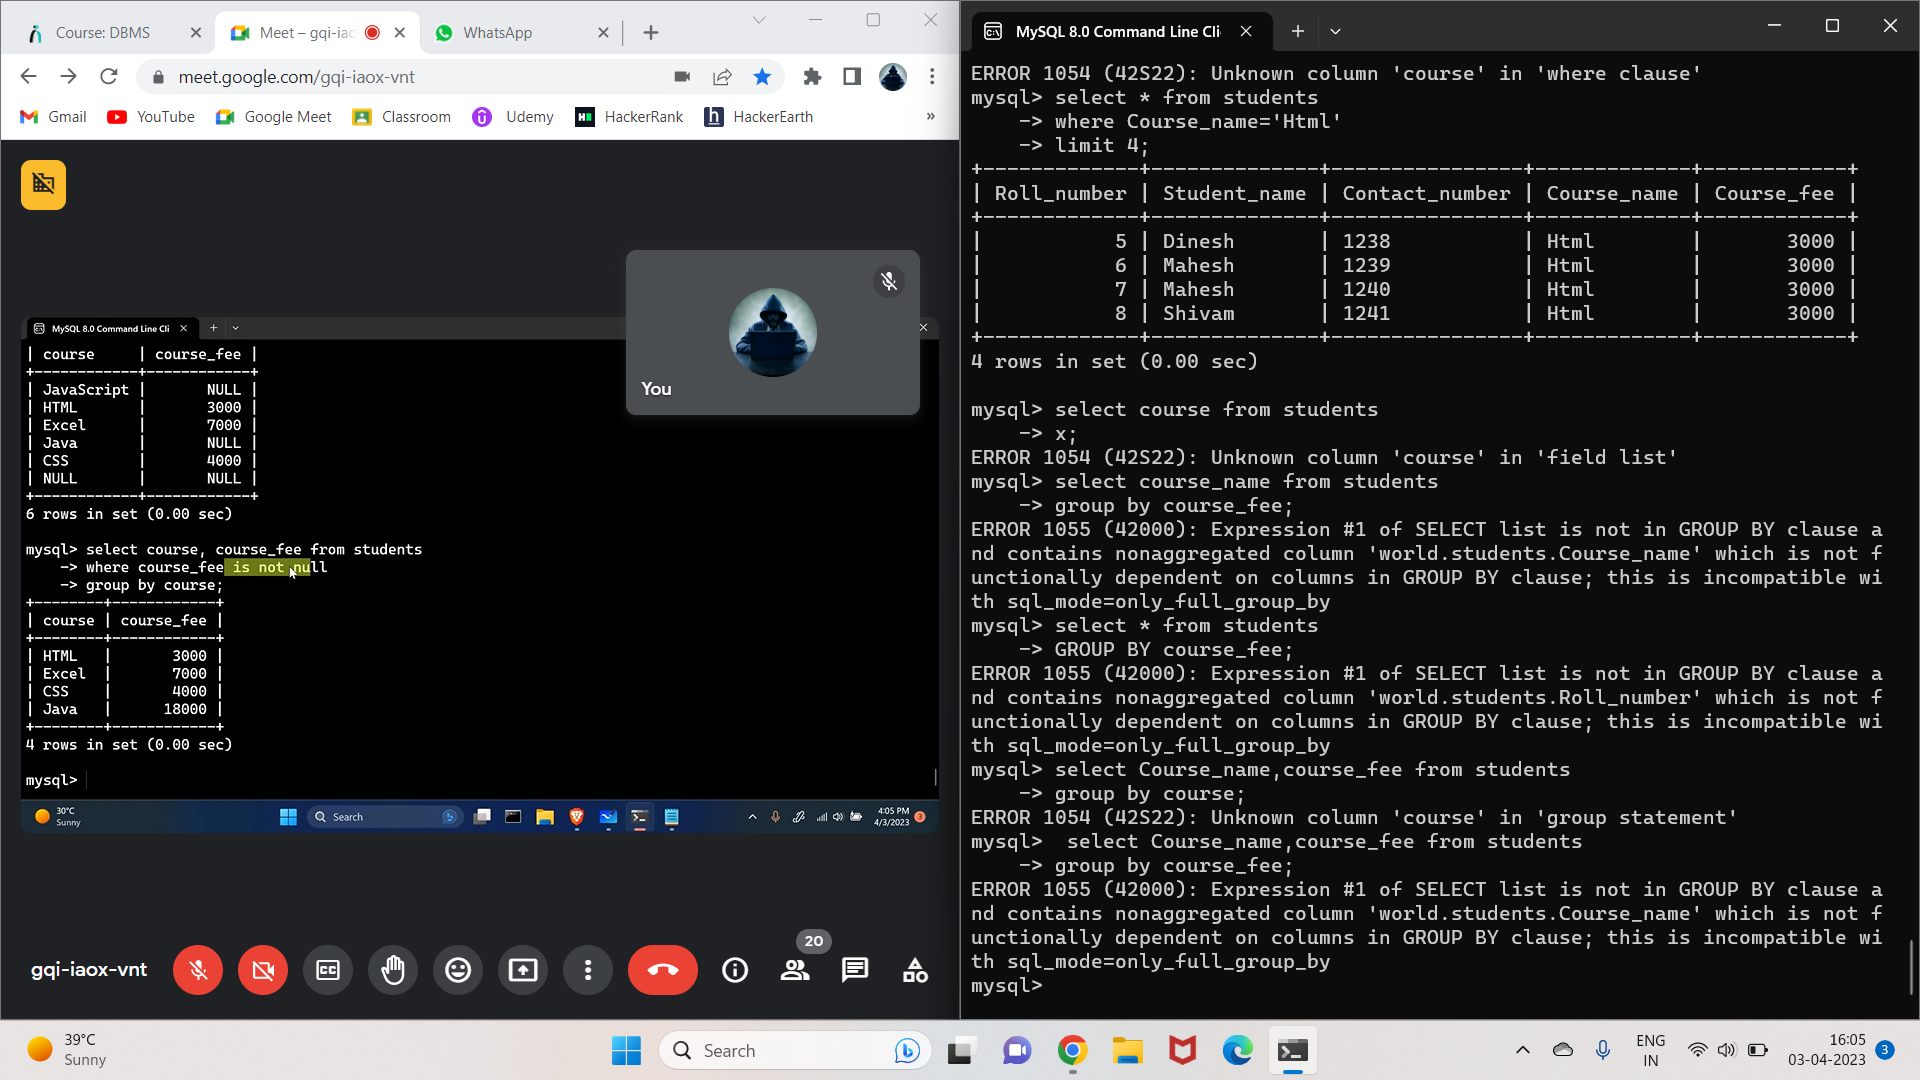 Course: DBMS
Meet – gqi-iao
WhatsApp
meet.google.com/gqi-iaox-vnt
Gmail
YouTube
Google Meet
Classroom
Udemy
HackerRank
HackerEarth
»
You
MySQL 8.0 Command Line Cli
| course     | course_fee |
+------------+------------+
| JavaScript |       NULL |
| HTML       |       3000 |
| Excel      |       7000 |
| Java       |       NULL |
| CSS        |       4000 |
| NULL       |       NULL |
+------------+------------+
6 rows in set (0.00 sec)
mysql> select course, course_fee from students
    -> where course_fee is not null
    -> group by course;
+--------+------------+
| course | course_fee |
+--------+------------+
| HTML   |       3000 |
| Excel  |       7000 |
| CSS    |       4000 |
| Java   |      18000 |
+--------+------------+
4 rows in set (0.00 sec)
mysql>
30°C
Sunny
Search
4:05 PM
4/3/2023
3
gqi-iaox-vnt
20
MySQL 8.0 Command Line Cli
ERROR 1054 (42S22): Unknown column 'course' in 'where clause'
mysql> select * from students
    -> where Course_name='Html'
    -> limit 4;
+-------------+--------------+----------------+-------------+------------+
| Roll_number | Student_name | Contact_number | Course_name | Course_fee |
+-------------+--------------+----------------+-------------+------------+
|           5 | Dinesh       | 1238           | Html        |       3000 |
|           6 | Mahesh       | 1239           | Html        |       3000 |
|           7 | Mahesh       | 1240           | Html        |       3000 |
|           8 | Shivam       | 1241           | Html        |       3000 |
+-------------+--------------+----------------+-------------+------------+
4 rows in set (0.00 sec)
mysql> select course from students
    -> x;
ERROR 1054 (42S22): Unknown column 'course' in 'field list'
mysql> select course_name from students
    -> group by course_fee;
ERROR 1055 (42000): Expression #1 of SELECT list is not in GROUP BY clause a
nd contains nonaggregated column 'world.students.Course_name' which is not f
unctionally dependent on columns in GROUP BY clause; this is incompatible wi
th sql_mode=only_full_group_by
mysql> select * from students
    -> GROUP BY course_fee;
ERROR 1055 (42000): Expression #1 of SELECT list is not in GROUP BY clause a
nd contains nonaggregated column 'world.students.Roll_number' which is not f
unctionally dependent on columns in GROUP BY clause; this is incompatible wi
th sql_mode=only_full_group_by
mysql> select Course_name,course_fee from students
    -> group by course;
ERROR 1054 (42S22): Unknown column 'course' in 'group statement'
mysql>  select Course_name,course_fee from students
    -> group by course_fee;
ERROR 1055 (42000): Expression #1 of SELECT list is not in GROUP BY clause a
nd contains nonaggregated column 'world.students.Course_name' which is not f
unctionally dependent on columns in GROUP BY clause; this is incompatible wi
th sql_mode=only_full_group_by
mysql>
39°C
Sunny
Search
ENG
IN
16:05
03-04-2023
3